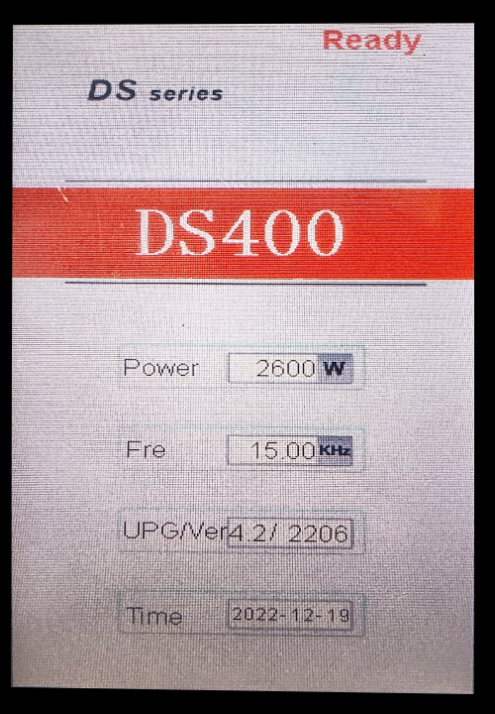 Ready
DS series
DS400
Power 2600 W
Fre 15.00 KHz
UPG/Ver 4.2/ 2206
Time 2022-12-19